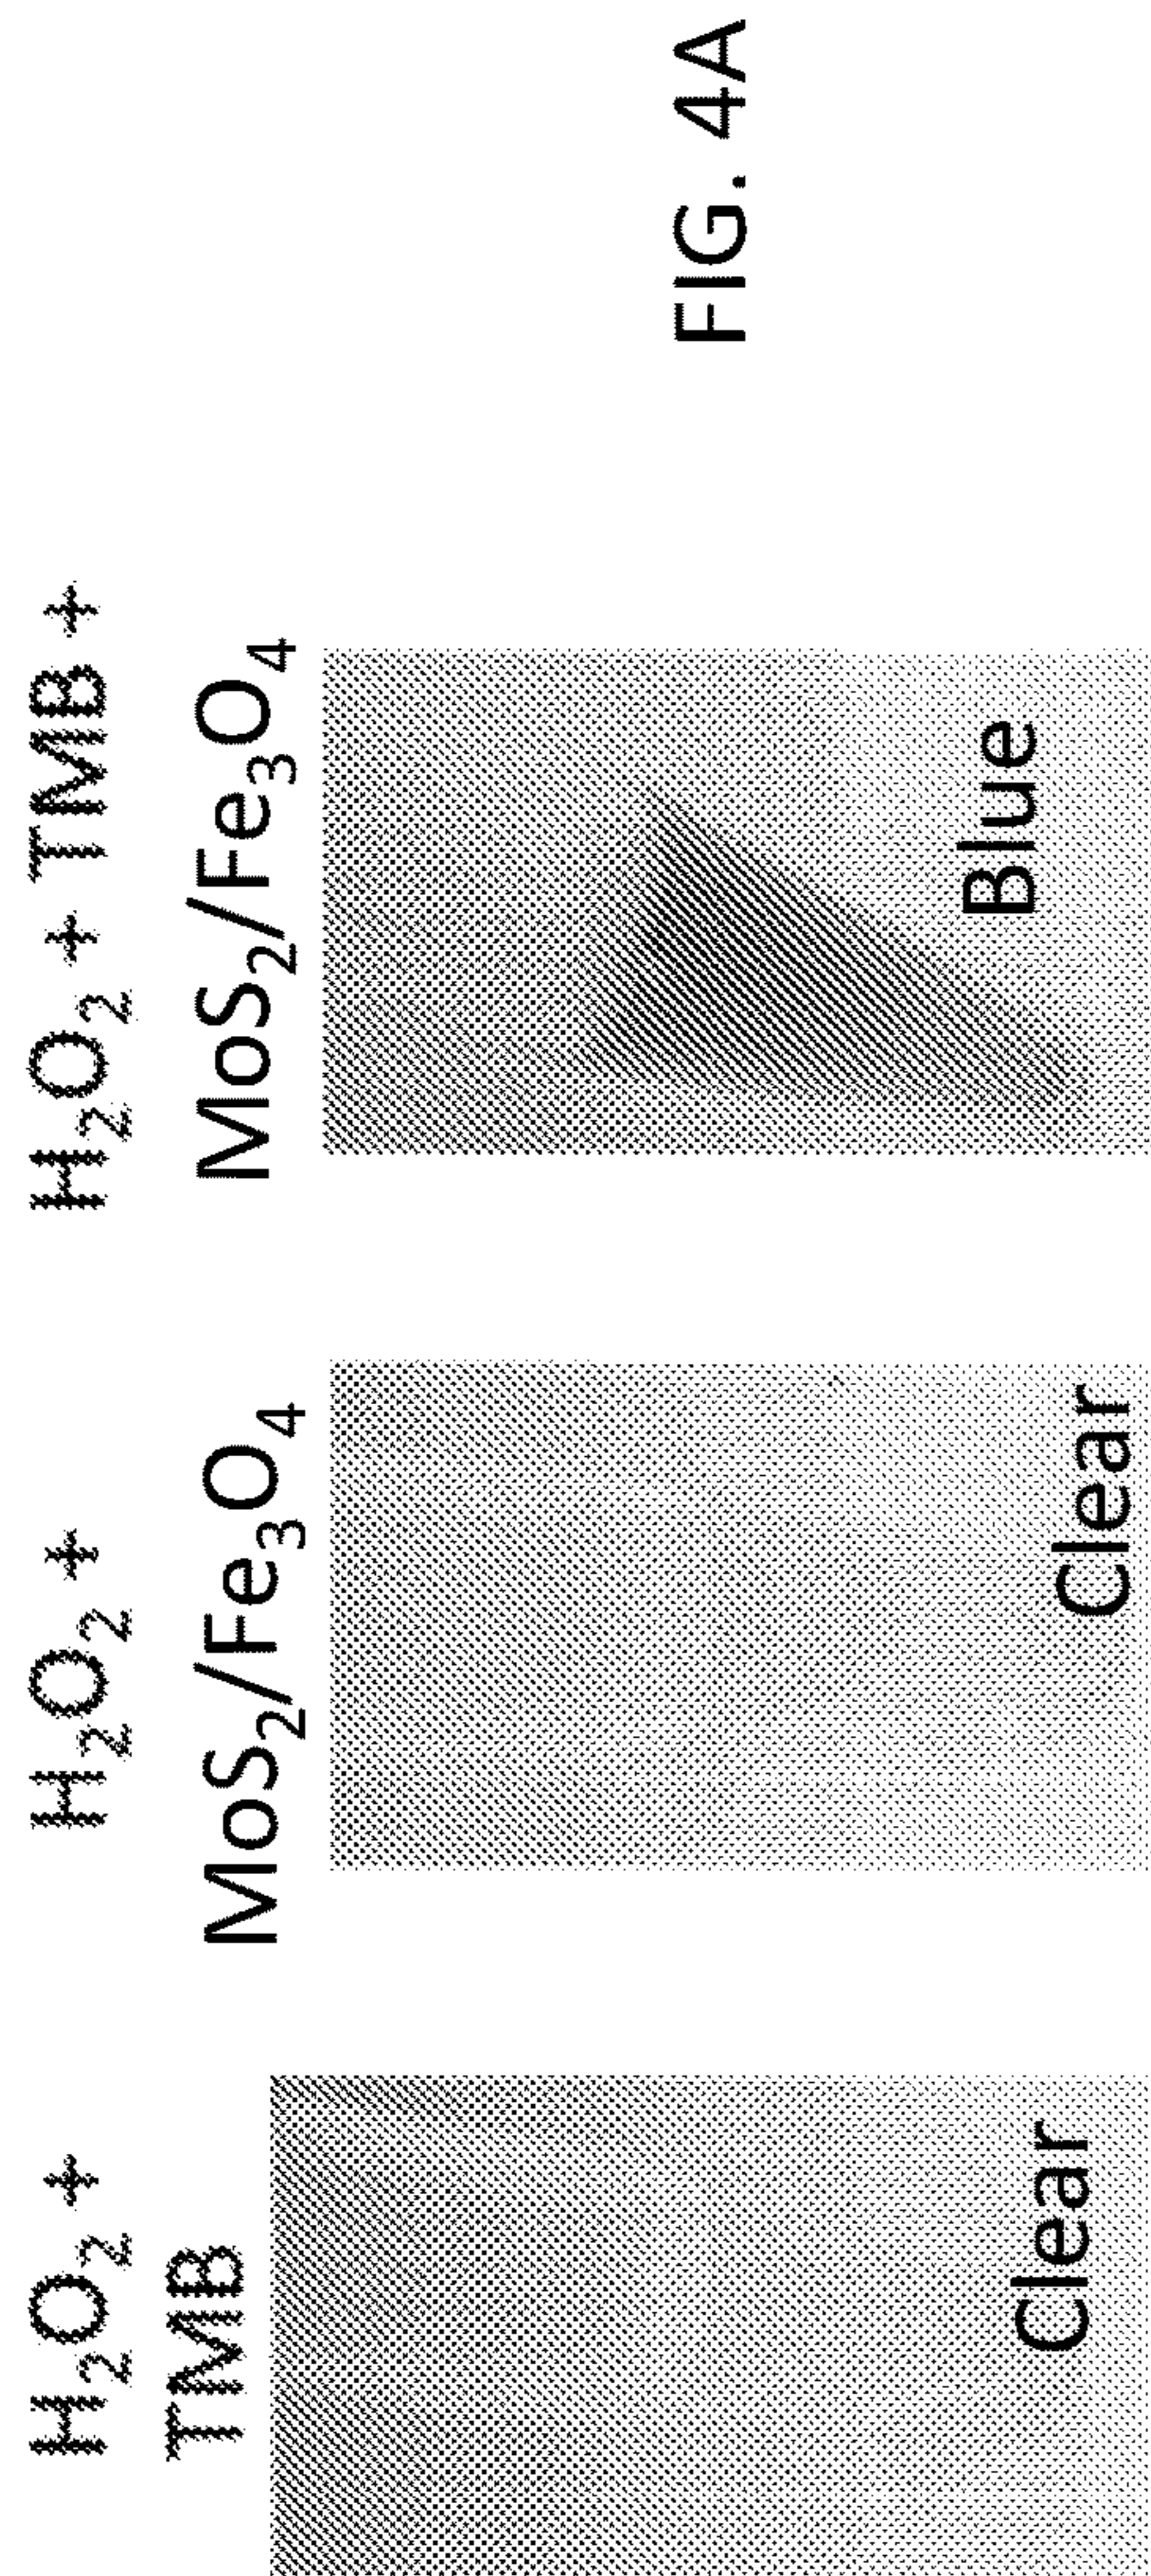 H₂O₂ +
TMB
Clear
H₂O₂ +
MoS₂/Fe₃O₄
Clear
H₂O₂ + TMB +
MoS₂/Fe₃O₄
Blue
FIG. 4A